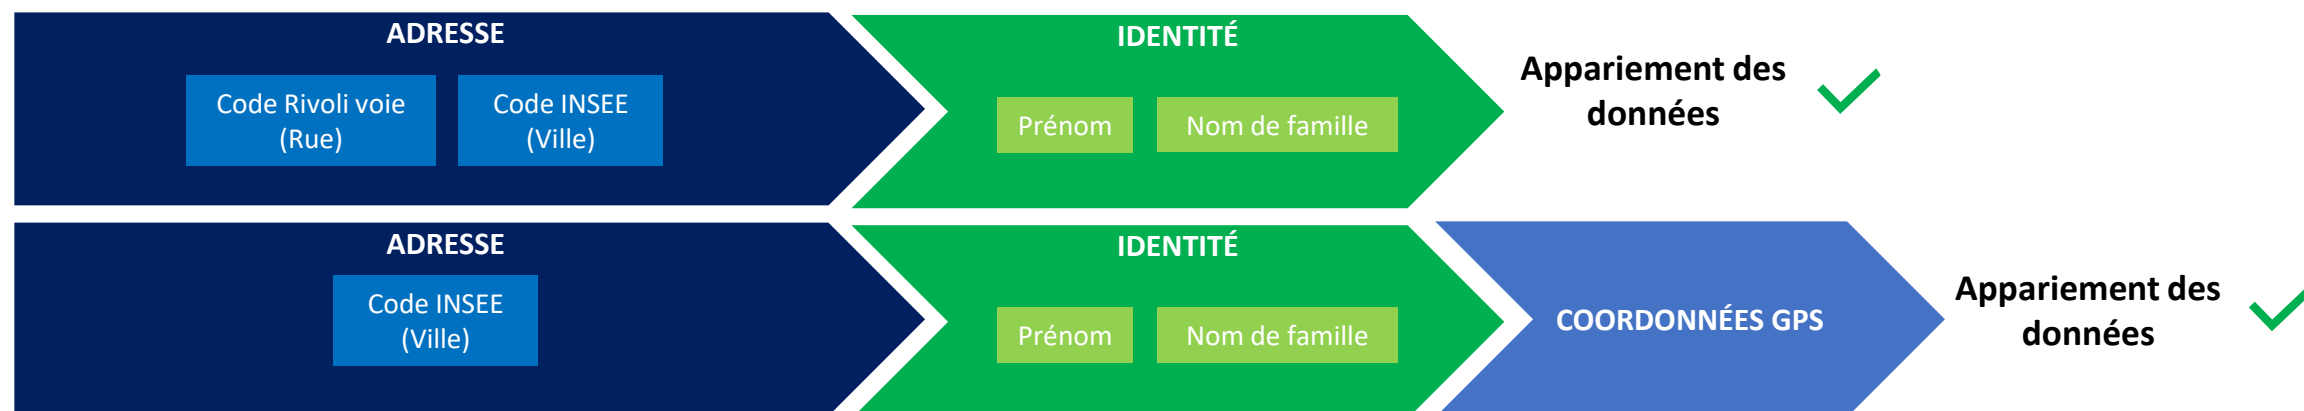 ADRESSE
Code Rivoli voie
(Rue)
Code INSEE
(Ville)
IDENTITÉ
Prénom
Nom de famille
Appariement des
données
ADRESSE
Code INSEE
(Ville)
IDENTITÉ
Prénom
Nom de famille
COORDONNÉES GPS
Appariement des
données